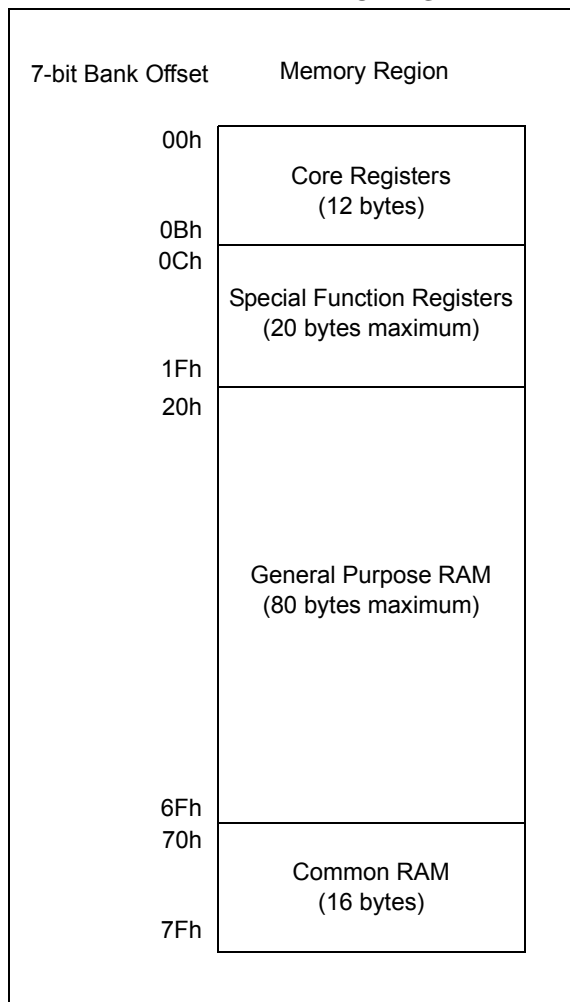 7-bit Bank Offset Memory Region
00h
Core Registers
(12 bytes)
0Bh
0Ch
Special Function Registers
(20 bytes maximum)
1Fh
20h
General Purpose RAM
(80 bytes maximum)
6Fh
70h
Common RAM
(16 bytes)
7Fh